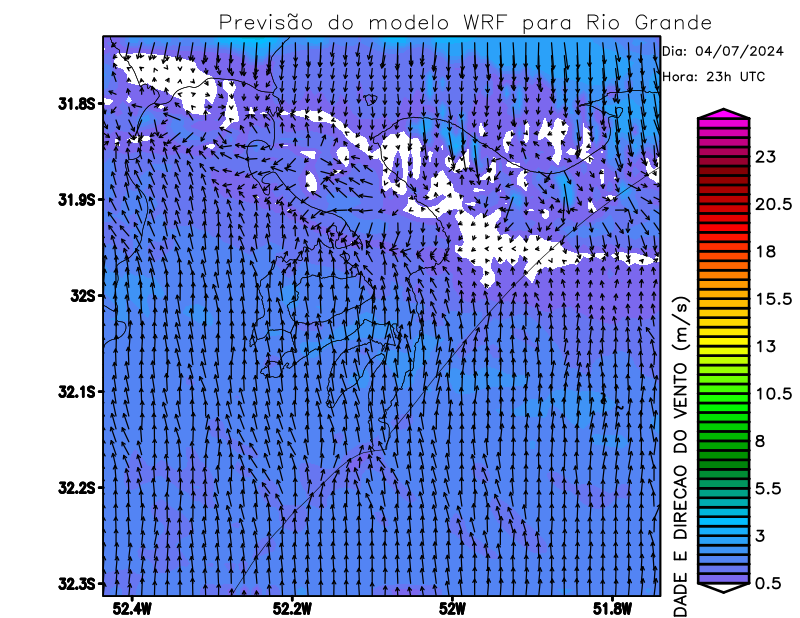 Previsão do modelo WRF para Rio Grande
Dia: 04/07/2024
Hora: 23h UTC
31.8S
31.9S
32S
32.1S
32.2S
32.3S
52.4W
52.2W
52W
51.8W
23
20.5
18
15.5
13
10.5
8
5.5
3
0.5
DADE E DIRECAO DO VENTO (m/s)